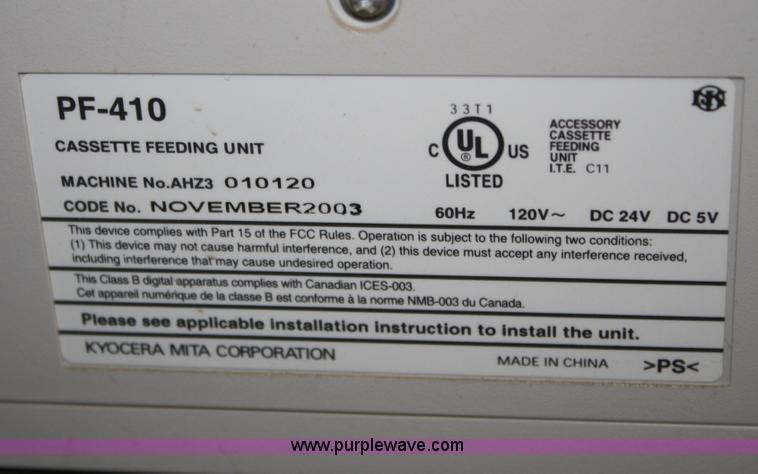 PF-410
CASSETTE FEEDING UNIT
MACHINE No.AHZ3 010120
CODE No. NOVEMBER2003
33T1
C UL ® US
LISTED
ACCESSORY
CASSETTE
FEEDING
UNIT
I.T.E. C11
60Hz 120V~ DC 24V DC 5V
This device complies with Part 15 of the FCC Rules. Operation is subject to the following two conditions:
(1) This device may not cause harmful interference, and (2) this device must accept any interference received,
including interference that may cause undesired operation.
This Class B digital apparatus complies with Canadian ICES-003.
Cet appareil numérique de la classe B est conforme à la norme NMB-003 du Canada.
Please see applicable installation instruction to install the unit.
KYOCERA MITA CORPORATION
MADE IN CHINA >PS<
www.purplewave.com